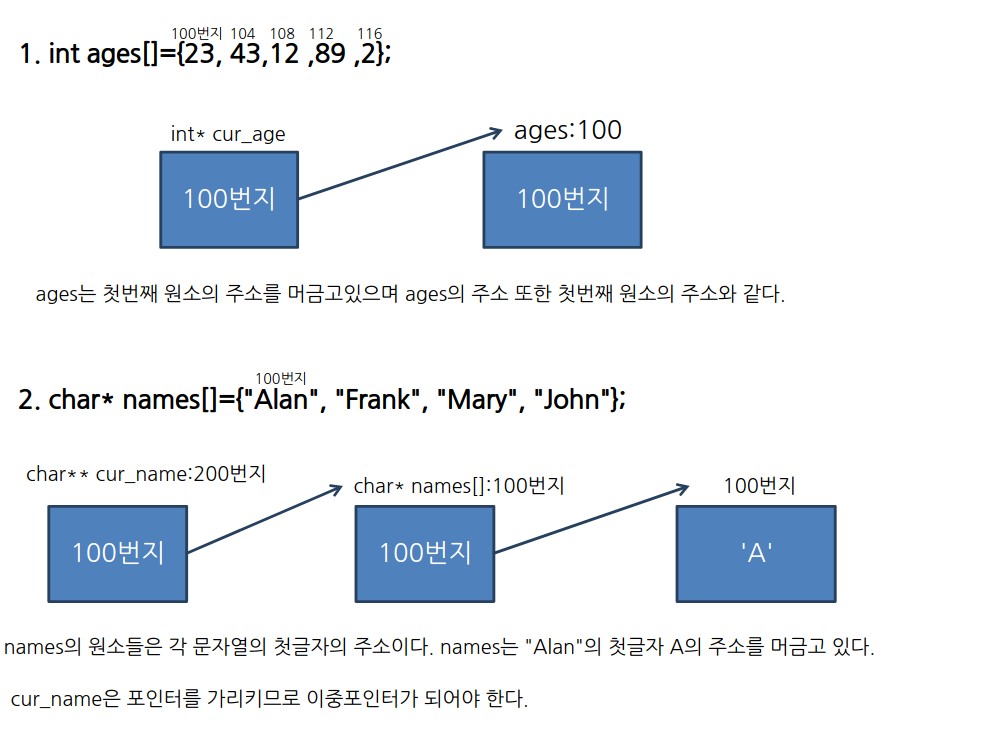 100번지 104 108 112 116
1. int ages[]={23, 43,12 ,89 ,2};
int* cur_age
ages:100
100번지
100번지
ages는 첫번째 원소의 주소를 머금고있으며 ages의 주소 또한 첫번째 원소의 주소와 같다.
100번지
2. char* names[]={"Alan", "Frank", "Mary", "John"};
char** cur_name:200번지
char* names[]:100번지
100번지
100번지
100번지
'A'
names의 원소들은 각 문자열의 첫글자의 주소이다. names는 "Alan"의 첫글자 A의 주소를 머금고 있다.
cur_name은 포인터를 가리키므로 이중포인터가 되어야 한다.